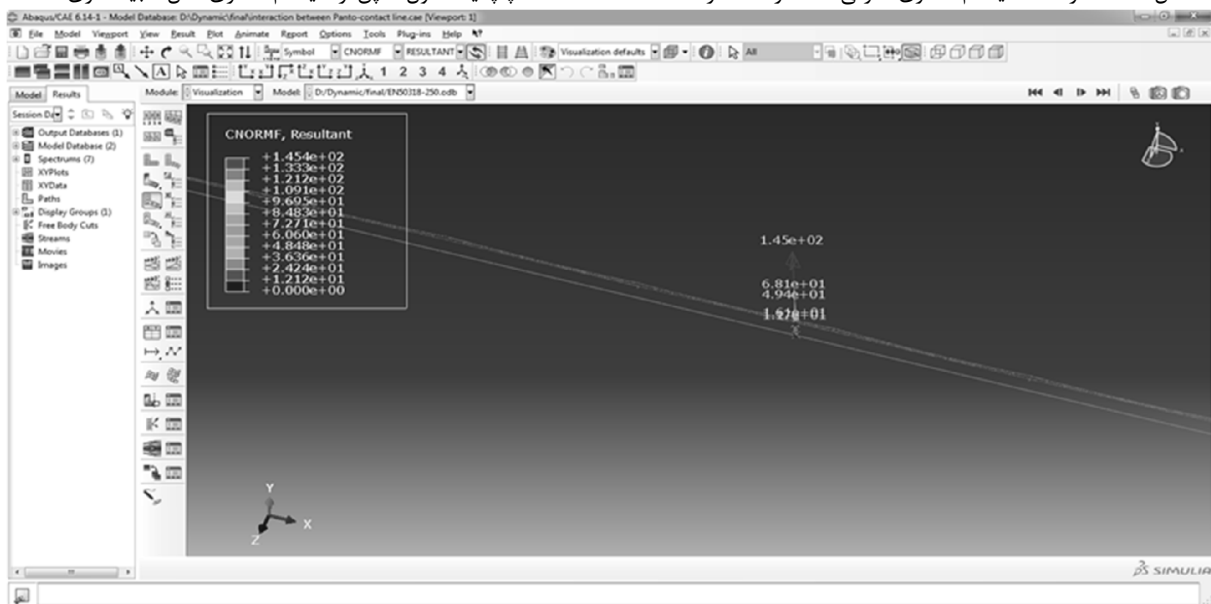 Abaqus/CAE 6.14-1 - Model Database: D:\Dynamic\final\interaction between Panto-contact line.cae [Viewport: 1]
File Model Viewport View Result Plot Animate Report Options Tools Plug-ins Help
Symbol CNORMF RESULTANT Visualization defaults All
1 2 3 4
Model Results Module: Visualization Model: D:/Dynamic/final/EN50318-250.odb
Session Da
Output Databases (1)
Model Database (2)
Spectrums (7)
XYPlots
XYData
Paths
Display Groups (1)
Free Body Cuts
Streams
Movies
Images
CNORMF, Resultant
+1.454e+02
+1.333e+02
+1.212e+02
+1.091e+02
+9.695e+01
+8.483e+01
+7.271e+01
+6.060e+01
+4.848e+01
+3.636e+01
+2.424e+01
+1.212e+01
+0.000e+00
1.45e+02
6.81e+01
4.94e+01
Y
X
Z
SIMULIA